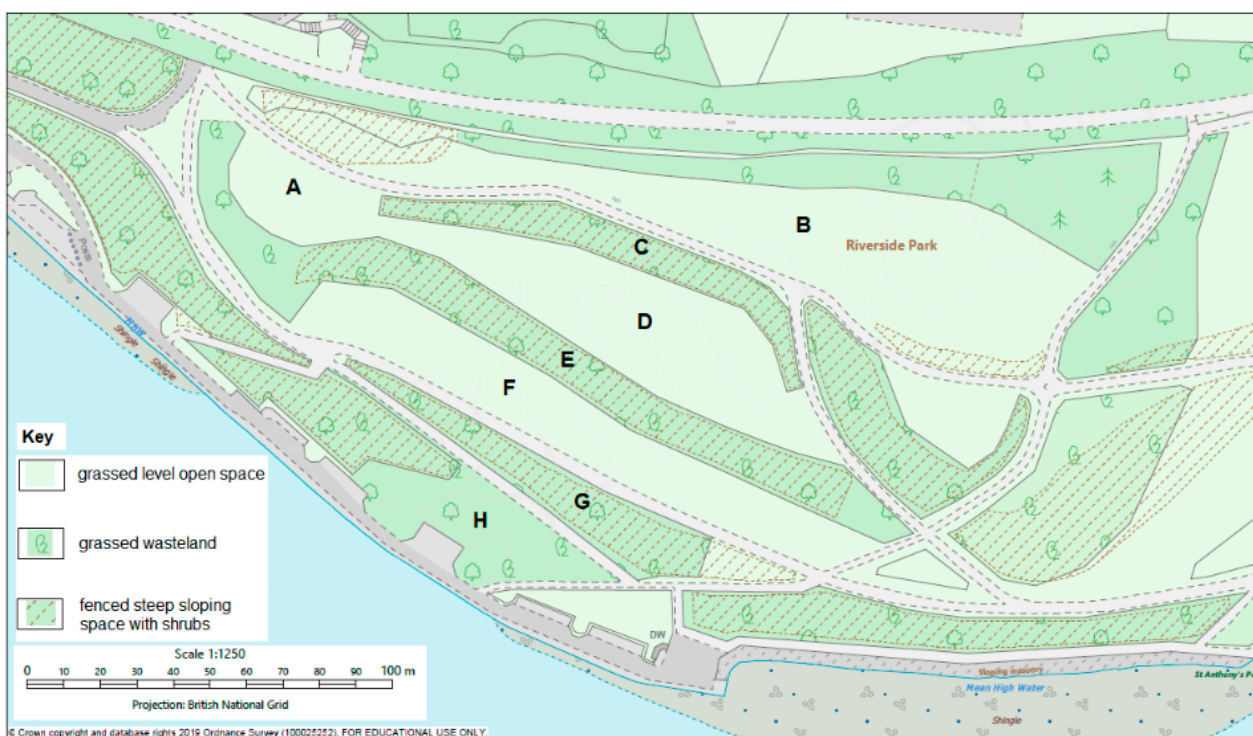 A
B
Riverside Park
C
D
E
F
G
H
Posts
MHW
Shingle
Shingle
DW
Sloping masonry
Mean High Water
Shingle
Key
grassed level open space
grassed wasteland
fenced steep sloping
space with shrubs
Scale 1:1250
0 10 20 30 40 50 60 70 80 90 100 m
Projection: British National Grid
© Crown copyright and database rights 2019 Ordnance Survey (100025252). FOR EDUCATIONAL USE ONLY.
St Anthony's